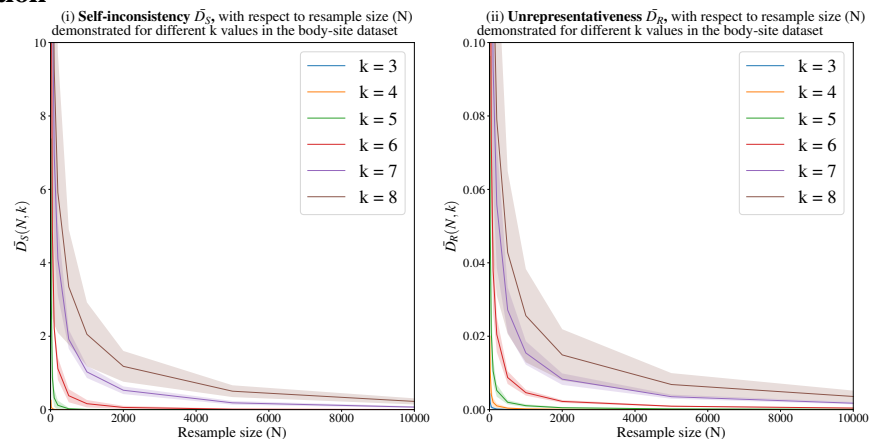 (i) Self-inconsistency D̄_S, with respect to resample size (N)
demonstrated for different k values in the body-site dataset
10
8
6
4
2
0
D̄_S(N, k)
k = 3
k = 4
k = 5
k = 6
k = 7
k = 8
0 2000 4000 6000 8000 10000
Resample size (N)
(ii) Unrepresentativeness D̄_R, with respect to resample size (N)
demonstrated for different k values in the body-site dataset
0.10
0.08
0.06
0.04
0.02
0.00
D̄_R(N, k)
k = 3
k = 4
k = 5
k = 6
k = 7
k = 8
0 2000 4000 6000 8000 10000
Resample size (N)